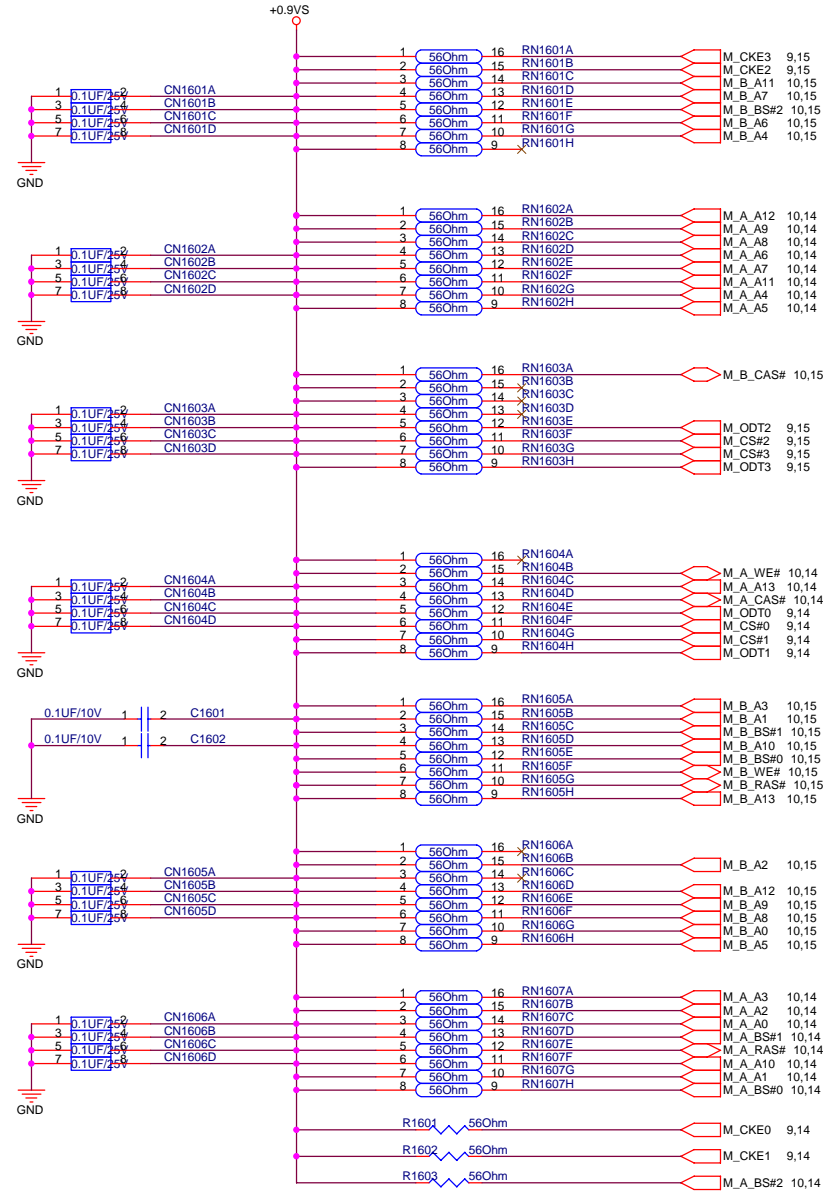 +0.9VS
1 56Ohm 16 RN1601A M_CKE3 9,15
2 56Ohm 15 RN1601B M_CKE2 9,15
3 56Ohm 14 RN1601C M_B_A11 10,15
1 0.1UF/25V 2 CN1601A 4 56Ohm 13 RN1601D M_B_A7 10,15
3 0.1UF/25V 4 CN1601B 5 56Ohm 12 RN1601E M_B_BS#2 10,15
5 0.1UF/25V 6 CN1601C 6 56Ohm 11 RN1601F M_B_A6 10,15
7 0.1UF/25V 8 CN1601D 7 56Ohm 10 RN1601G M_B_A4 10,15
8 56Ohm 9 RN1601H
GND
1 56Ohm 16 RN1602A M_A_A12 10,14
2 56Ohm 15 RN1602B M_A_A9 10,14
3 56Ohm 14 RN1602C M_A_A8 10,14
1 0.1UF/25V 2 CN1602A 4 56Ohm 13 RN1602D M_A_A6 10,14
3 0.1UF/25V 4 CN1602B 5 56Ohm 12 RN1602E M_A_A7 10,14
5 0.1UF/25V 6 CN1602C 6 56Ohm 11 RN1602F M_A_A11 10,14
7 0.1UF/25V 8 CN1602D 7 56Ohm 10 RN1602G M_A_A4 10,14
8 56Ohm 9 RN1602H M_A_A5 10,14
GND
1 56Ohm 16 RN1603A M_B_CAS# 10,15
2 56Ohm 15 RN1603B
3 56Ohm 14 RN1603C
1 0.1UF/25V 2 CN1603A 4 56Ohm 13 RN1603D
3 0.1UF/25V 4 CN1603B 5 56Ohm 12 RN1603E M_ODT2 9,15
5 0.1UF/25V 6 CN1603C 6 56Ohm 11 RN1603F M_CS#2 9,15
7 0.1UF/25V 8 CN1603D 7 56Ohm 10 RN1603G M_CS#3 9,15
8 56Ohm 9 RN1603H M_ODT3 9,15
GND
1 56Ohm 16 RN1604A
2 56Ohm 15 RN1604B M_A_WE# 10,14
1 0.1UF/25V 2 CN1604A 3 56Ohm 14 RN1604C M_A_A13 10,14
3 0.1UF/25V 4 CN1604B 4 56Ohm 13 RN1604D M_A_CAS# 10,14
5 0.1UF/25V 6 CN1604C 5 56Ohm 12 RN1604E M_ODT0 9,14
7 0.1UF/25V 8 CN1604D 6 56Ohm 11 RN1604F M_CS#0 9,14
7 56Ohm 10 RN1604G M_CS#1 9,14
8 56Ohm 9 RN1604H M_ODT1 9,14
GND
1 56Ohm 16 RN1605A M_B_A3 10,15
0.1UF/10V 1 2 C1601 2 56Ohm 15 RN1605B M_B_A1 10,15
3 56Ohm 14 RN1605C M_B_BS#1 10,15
0.1UF/10V 1 2 C1602 4 56Ohm 13 RN1605D M_B_A10 10,15
5 56Ohm 12 RN1605E M_B_BS#0 10,15
6 56Ohm 11 RN1605F M_B_WE# 10,15
7 56Ohm 10 RN1605G M_B_RAS# 10,15
8 56Ohm 9 RN1605H M_B_A13 10,15
GND
1 56Ohm 16 RN1606A
2 56Ohm 15 RN1606B M_B_A2 10,15
1 0.1UF/25V 2 CN1605A 3 56Ohm 14 RN1606C
3 0.1UF/25V 4 CN1605B 4 56Ohm 13 RN1606D M_B_A12 10,15
5 0.1UF/25V 6 CN1605C 5 56Ohm 12 RN1606E M_B_A9 10,15
7 0.1UF/25V 8 CN1605D 6 56Ohm 11 RN1606F M_B_A8 10,15
7 56Ohm 10 RN1606G M_B_A0 10,15
8 56Ohm 9 RN1606H M_B_A5 10,15
GND
1 56Ohm 16 RN1607A M_A_A3 10,14
2 56Ohm 15 RN1607B M_A_A2 10,14
1 0.1UF/25V 2 CN1606A 3 56Ohm 14 RN1607C M_A_A0 10,14
3 0.1UF/25V 4 CN1606B 4 56Ohm 13 RN1607D M_A_BS#1 10,14
5 0.1UF/25V 6 CN1606C 5 56Ohm 12 RN1607E M_A_RAS# 10,14
7 0.1UF/25V 8 CN1606D 6 56Ohm 11 RN1607F M_A_A10 10,14
7 56Ohm 10 RN1607G M_A_A1 10,14
8 56Ohm 9 RN1607H M_A_BS#0 10,14
GND
R1601 56Ohm M_CKE0 9,14
R1602 56Ohm M_CKE1 9,14
R1603 56Ohm M_A_BS#2 10,14